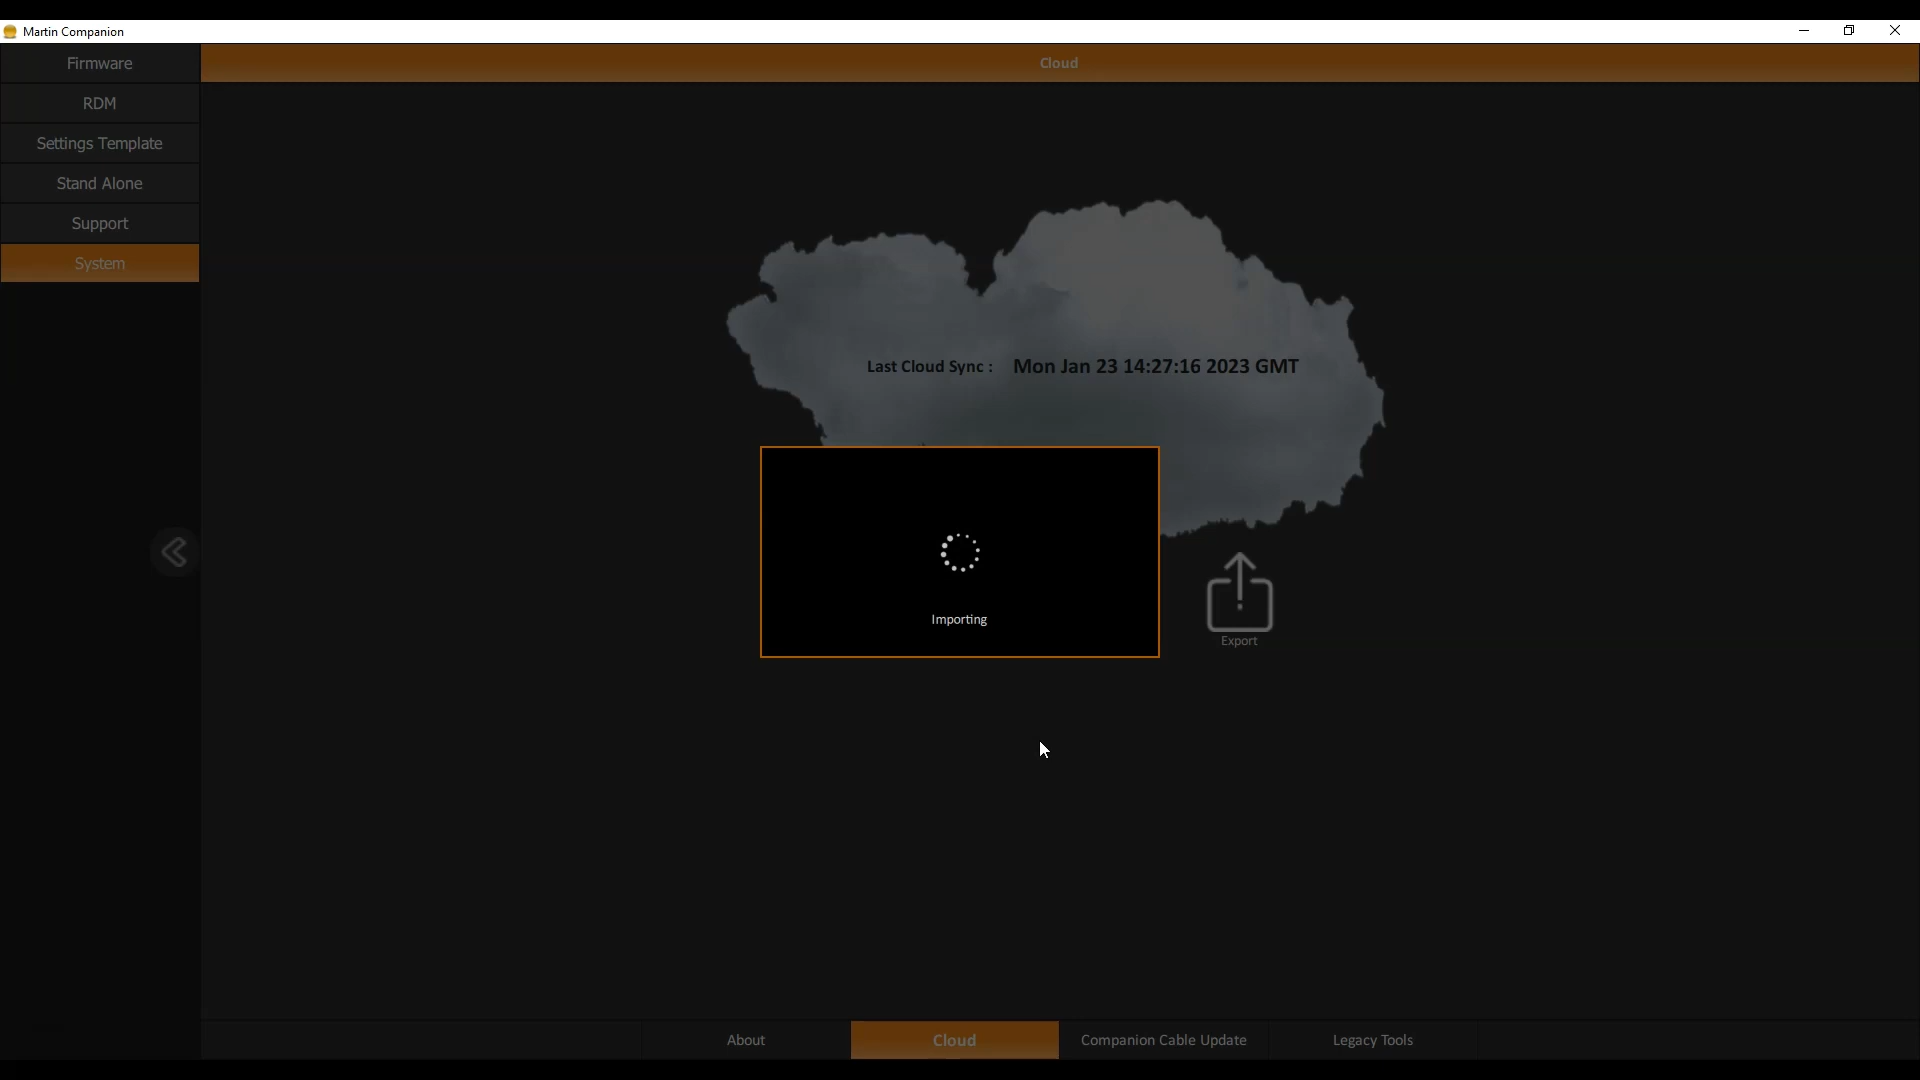 Martin Companion
Firmware
Cloud
RDM
Settings Template
Stand Alone
Support
System
Last Cloud Sync : Mon Jan 23 14:27:16 2023 GMT
Importing
Export
About
Cloud
Companion Cable Update
Legacy Tools